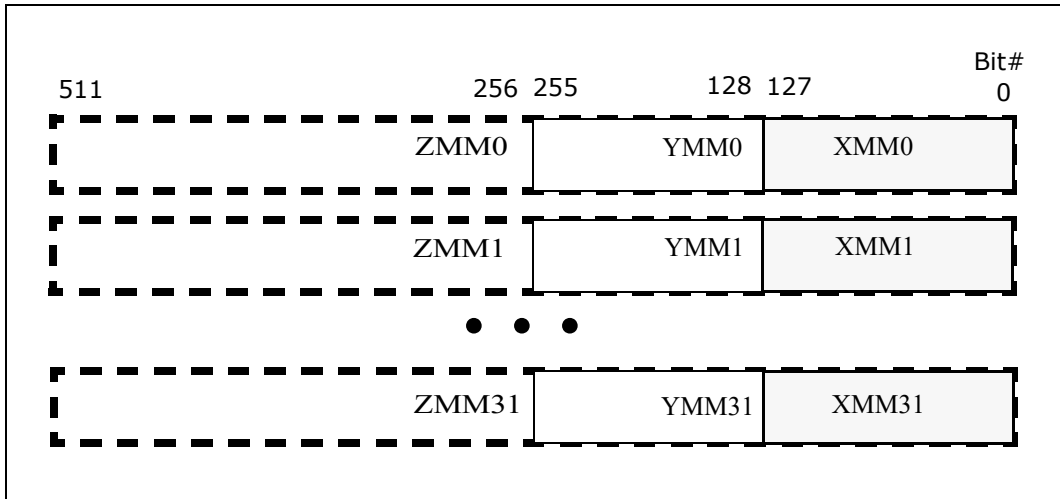 Bit#
511 256 255 128 127 0
ZMM0 YMM0 XMM0
ZMM1 YMM1 XMM1
• • •
ZMM31 YMM31 XMM31